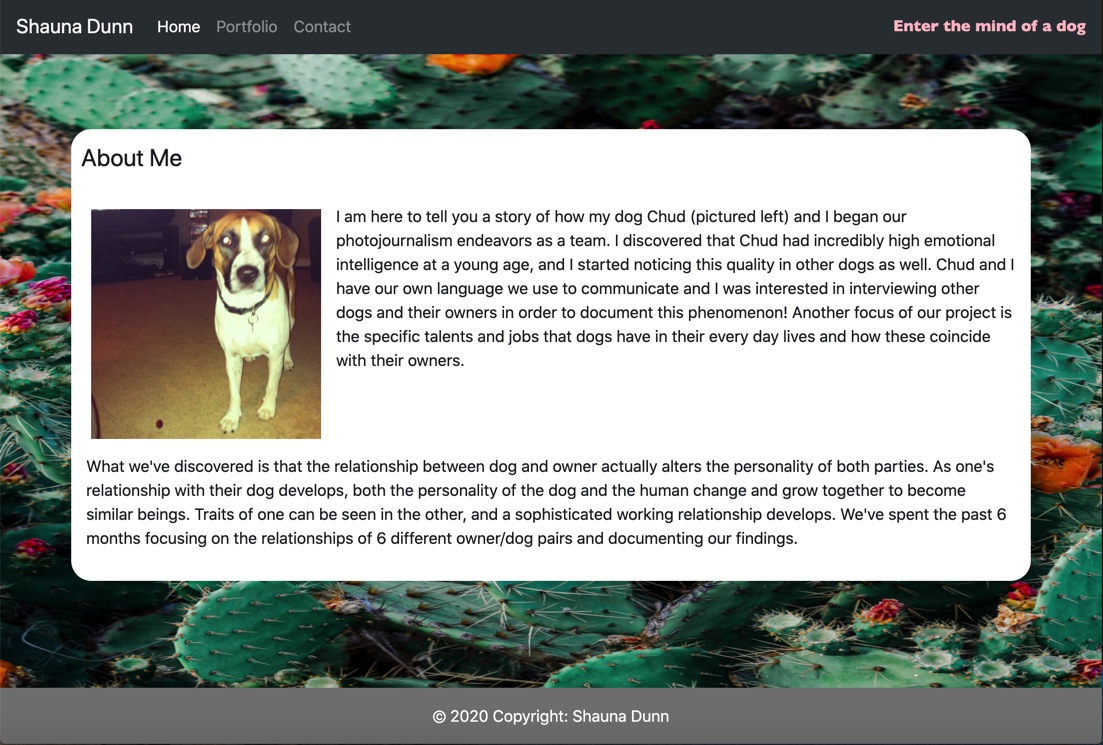 Shauna Dunn Home Portfolio Contact Enter the mind of a dog
About Me
I am here to tell you a story of how my dog Chud (pictured left) and I began our
photojournalism endeavors as a team. I discovered that Chud had incredibly high emotional
intelligence at a young age, and I started noticing this quality in other dogs as well. Chud and I
have our own language we use to communicate and I was interested in interviewing other
dogs and their owners in order to document this phenomenon! Another focus of our project is
the specific talents and jobs that dogs have in their every day lives and how these coincide
with their owners.
What we've discovered is that the relationship between dog and owner actually alters the personality of both parties. As one's
relationship with their dog develops, both the personality of the dog and the human change and grow together to become
similar beings. Traits of one can be seen in the other, and a sophisticated working relationship develops. We've spent the past 6
months focusing on the relationships of 6 different owner/dog pairs and documenting our findings.
© 2020 Copyright: Shauna Dunn